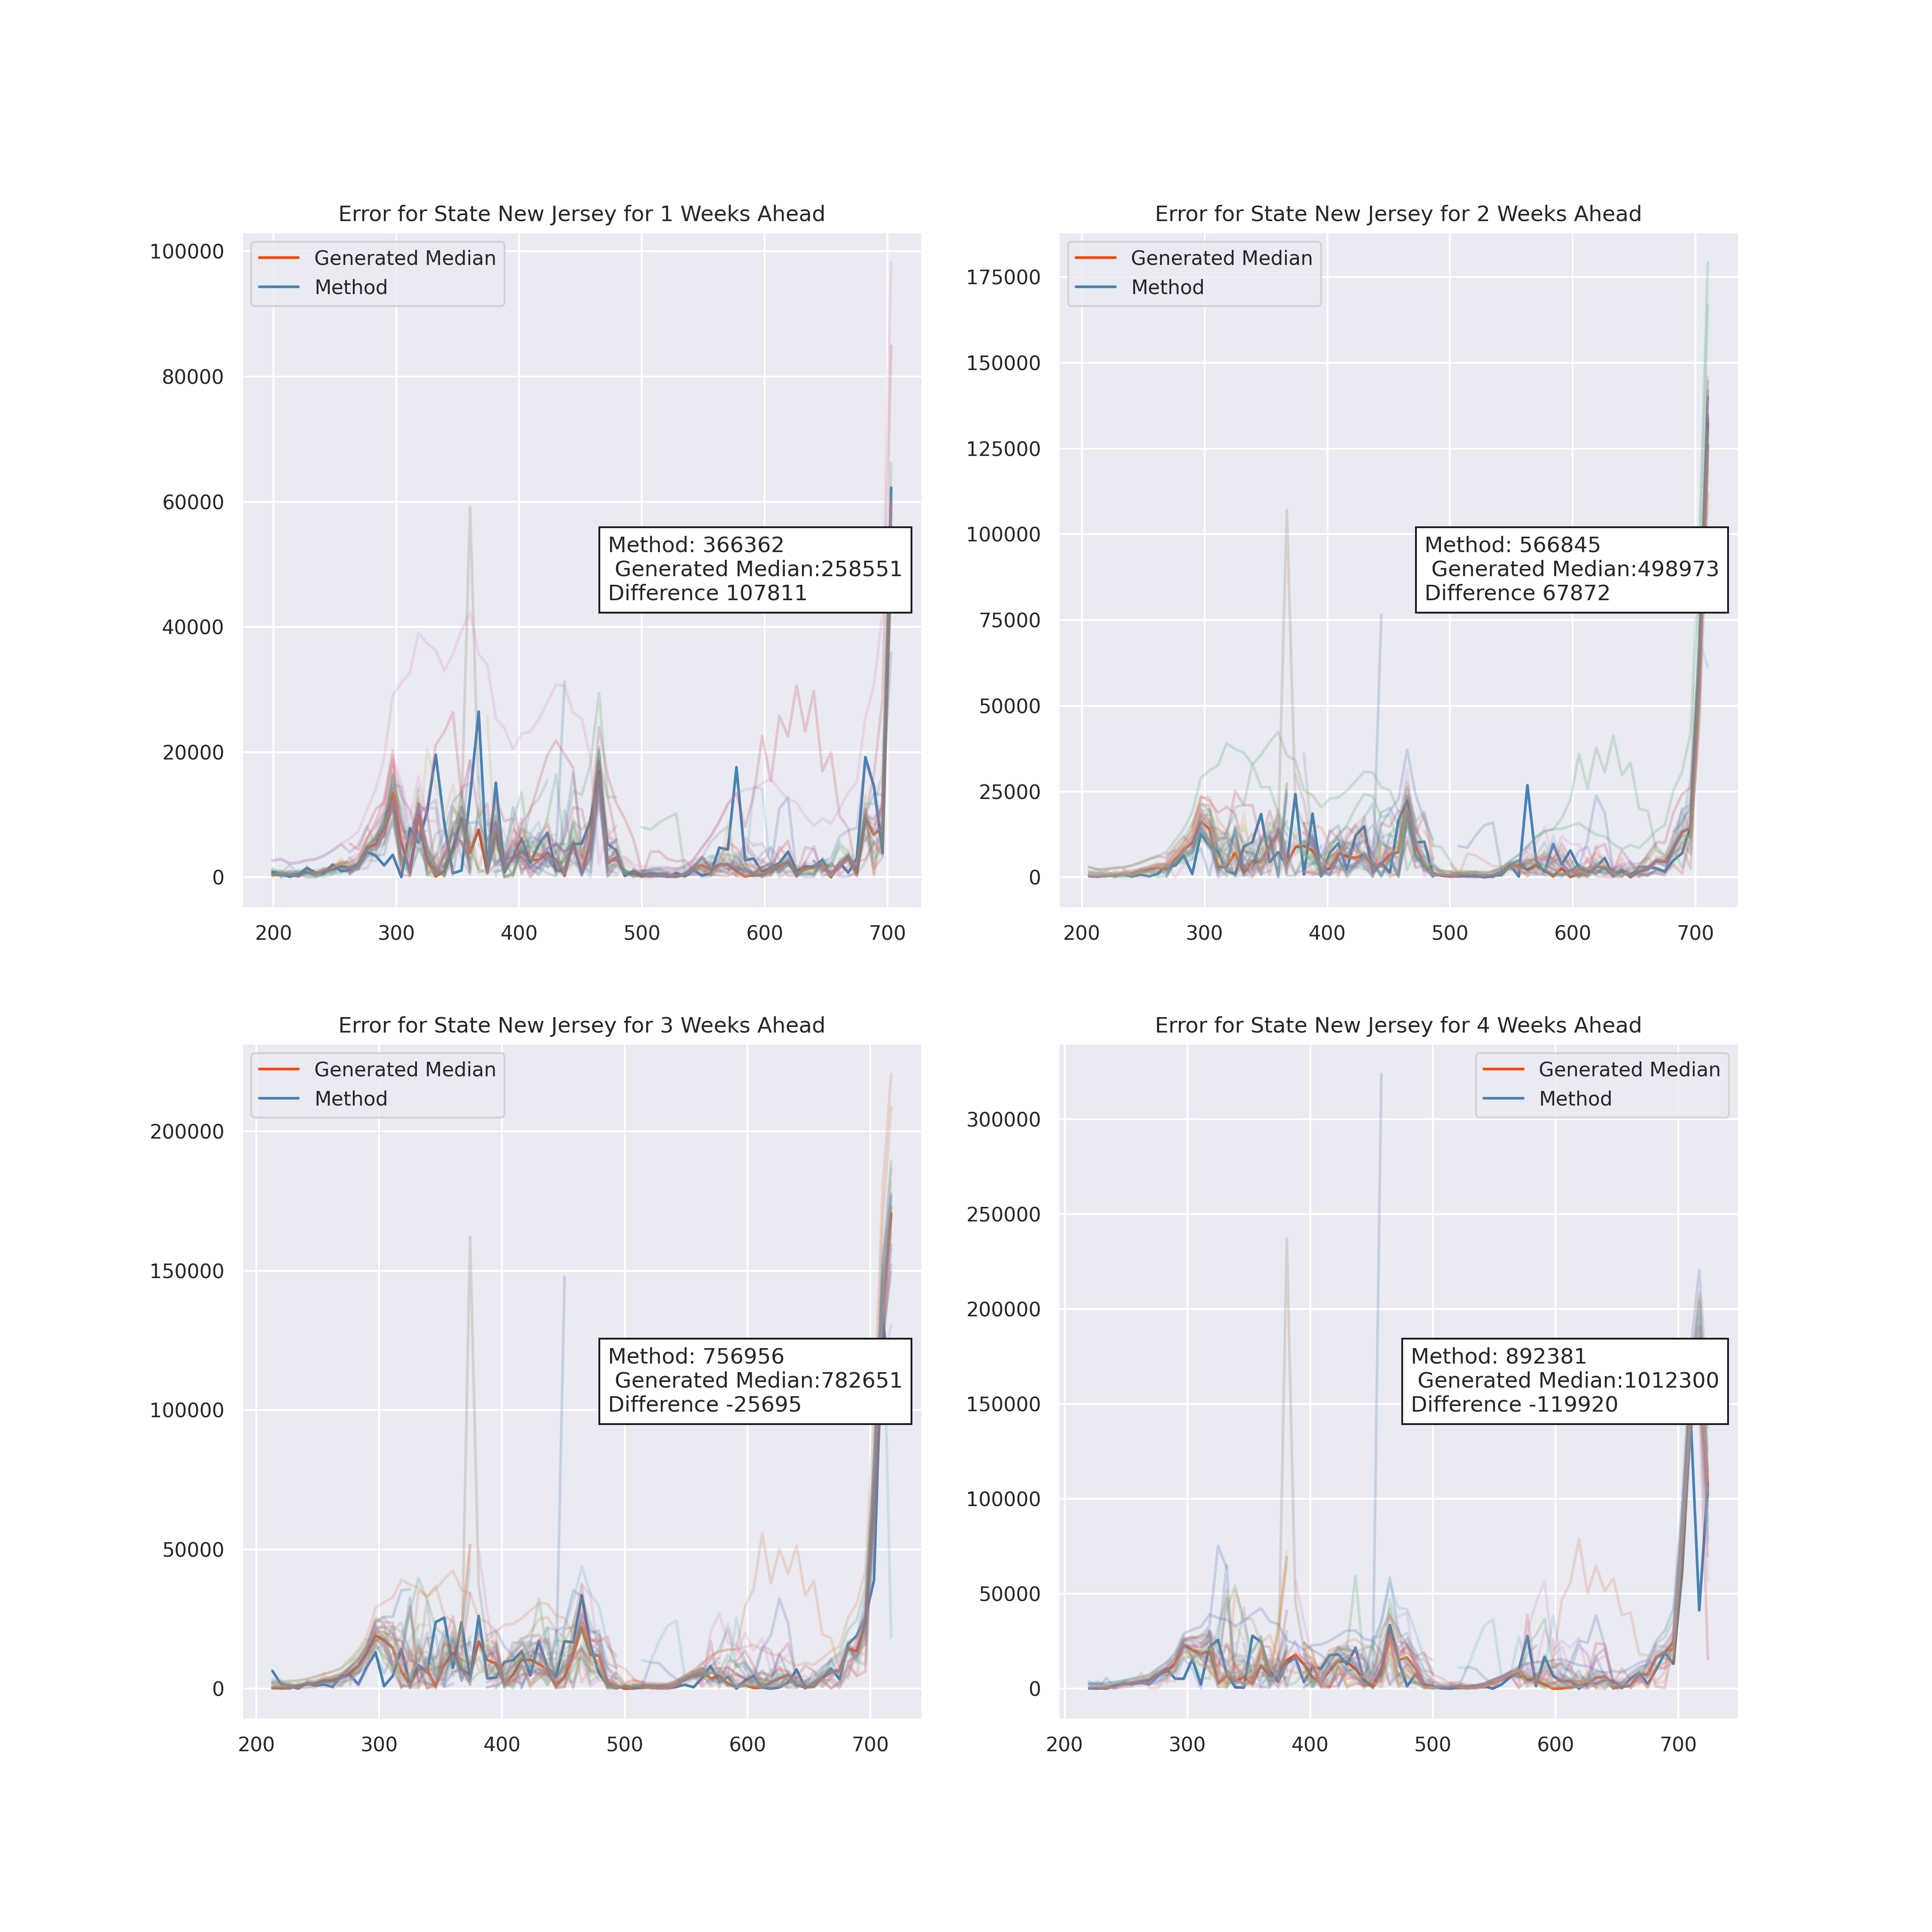 Error for State New Jersey for 1 Weeks Ahead
Generated Median
Method
100000
80000
60000
40000
20000
0
Method: 366362
Generated Median:258551
Difference 107811
200 300 400 500 600 700
Error for State New Jersey for 2 Weeks Ahead
Generated Median
Method
175000
150000
125000
100000
75000
50000
25000
0
Method: 566845
Generated Median:498973
Difference 67872
200 300 400 500 600 700
Error for State New Jersey for 3 Weeks Ahead
Generated Median
Method
200000
150000
100000
50000
0
Method: 756956
Generated Median:782651
Difference -25695
200 300 400 500 600 700
Error for State New Jersey for 4 Weeks Ahead
Generated Median
Method
300000
250000
200000
150000
100000
50000
0
Method: 892381
Generated Median:1012300
Difference -119920
200 300 400 500 600 700